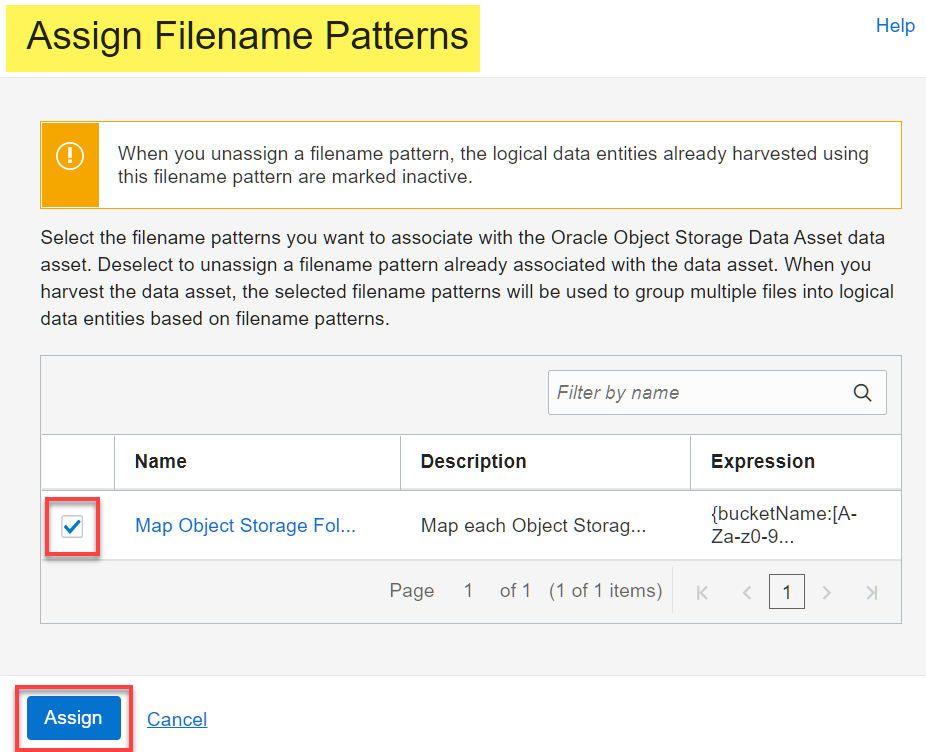 Assign Filename Patterns
Help
When you unassign a filename pattern, the logical data entities already harvested using
this filename pattern are marked inactive.
Select the filename patterns you want to associate with the Oracle Object Storage Data Asset data
asset. Deselect to unassign a filename pattern already associated with the data asset. When you
harvest the data asset, the selected filename patterns will be used to group multiple files into logical
data entities based on filename patterns.
Filter by name
Name Description Expression
Map Object Storage Fol... Map each Object Storag... {bucketName:[A-
Za-z0-9...
Page 1 of 1 (1 of 1 items) 1
Assign Cancel